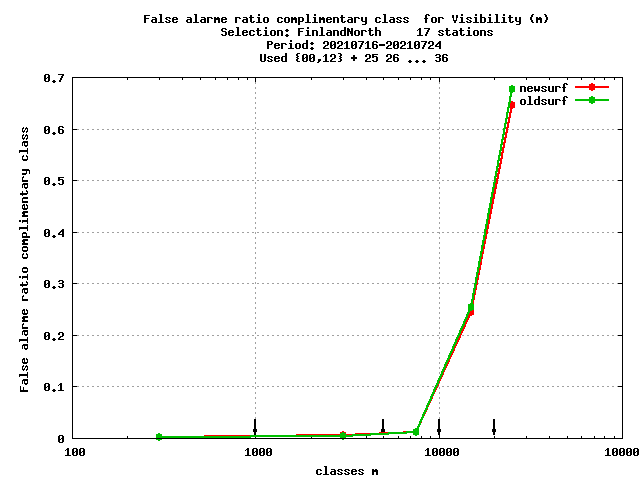 False alarme ratio complimentary class  for Visibility (m)
Selection: FinlandNorth     17 stations
Period: 20210716-20210724
Used {00,12} + 25 26 ... 36
newsurf
oldsurf
False alarme ratio complimentary class
0.7
0.6
0.5
0.4
0.3
0.2
0.1
0
100 1000 10000 10000
classes m